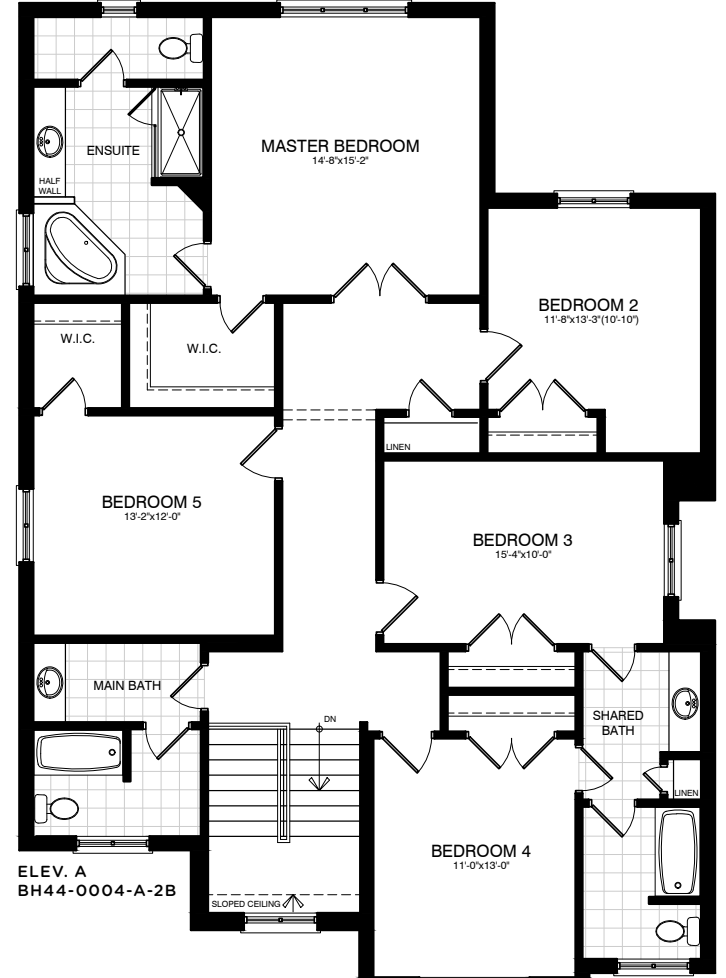 ENSUITE
MASTER BEDROOM
14'-8"x15'-2"
HALF
WALL
BEDROOM 2
11'-8"x13'-3"(10'-10")
W.I.C.
W.I.C.
LINEN
BEDROOM 5
13'-2"x12'-0"
BEDROOM 3
15'-4"x10'-0"
MAIN BATH
DN
SHARED
BATH
LINEN
BEDROOM 4
11'-0"x13'-0"
ELEV. A
BH44-0004-A-2B
SLOPED CEILING